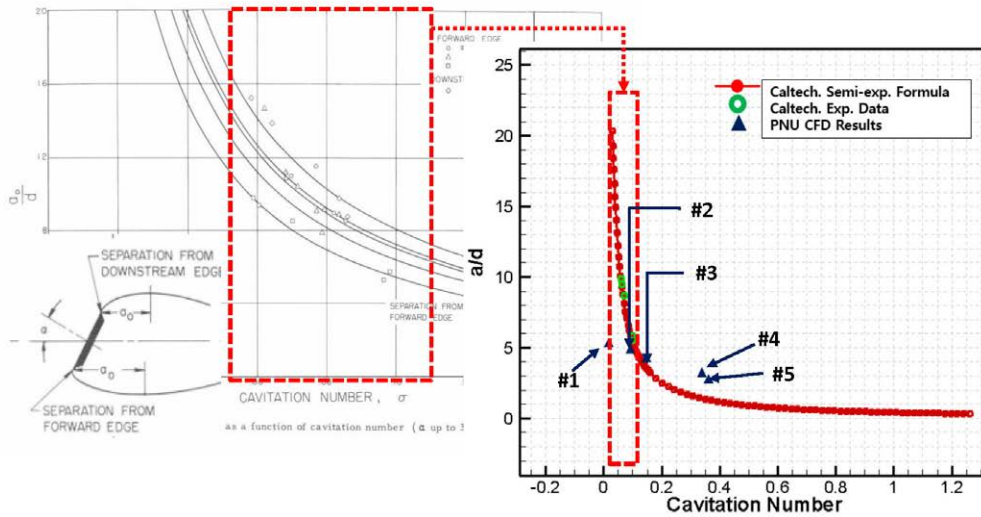 20
16
12
8
a₀/d
FORWARD EDGE
SEPARATION FROM
DOWNSTREAM EDGE
a₀
α
a₀
SEPARATION FROM
FORWARD EDGE
SEPARATION FROM
FORWARD EDGE
CAVITATION NUMBER, σ
as a function of cavitation number (α up to
a/d
25
20
15
10
5
0
-0.2
0
0.2
0.4
0.6
0.8
1
1.2
Cavitation Number
Caltech. Semi-exp. Formula
Caltech. Exp. Data
PNU CFD Results
#2
#3
#1
#4
#5